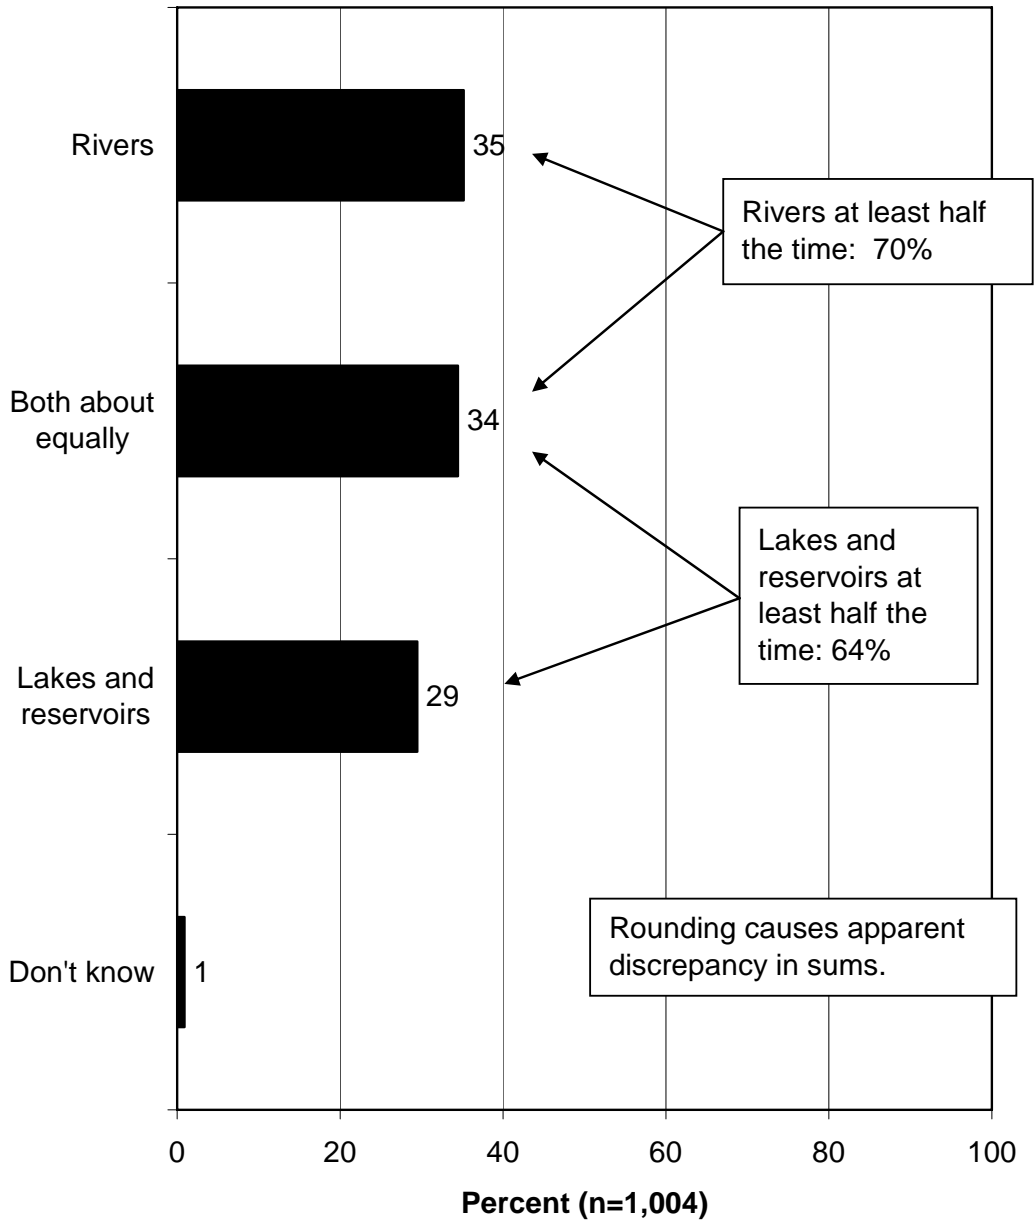 Rivers
35
Rivers at least half
the time:  70%
Both about
equally
34
Lakes and
reservoirs at
least half the
time: 64%
Lakes and
reservoirs
29
Don't know
1
Rounding causes apparent
discrepancy in sums.
0 20 40 60 80 100
Percent (n=1,004)